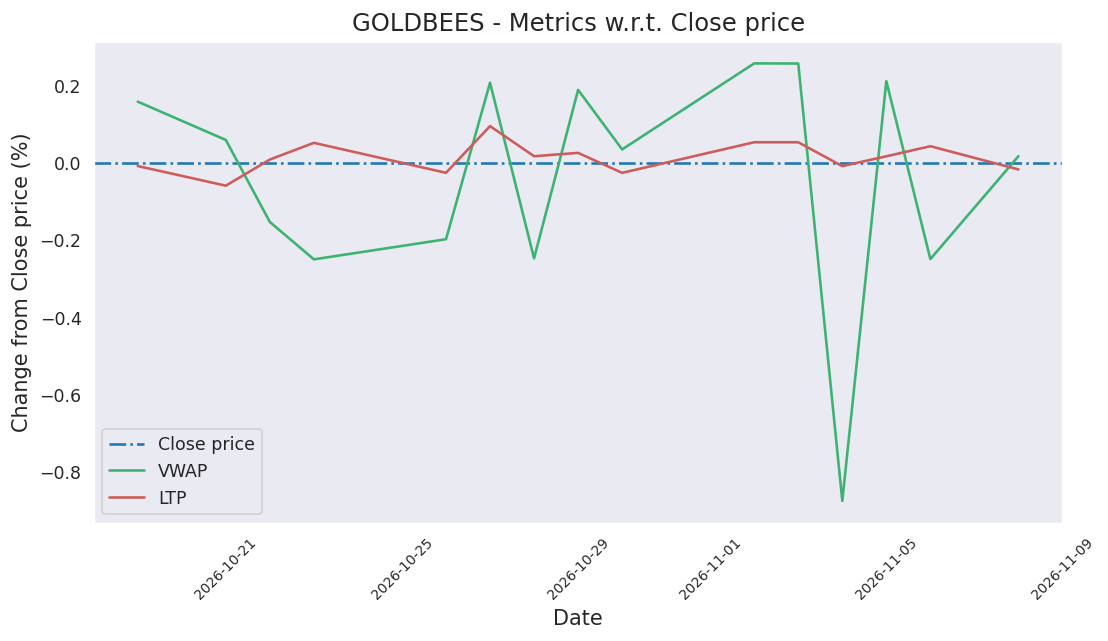 GOLDBEES - Metrics w.r.t. Close price
Change from Close price (%)
0.2
0.0
−0.2
−0.4
−0.6
−0.8
Close price
VWAP
LTP
2026-10-21
2026-10-25
2026-10-29
2026-11-01
2026-11-05
2026-11-09
Date